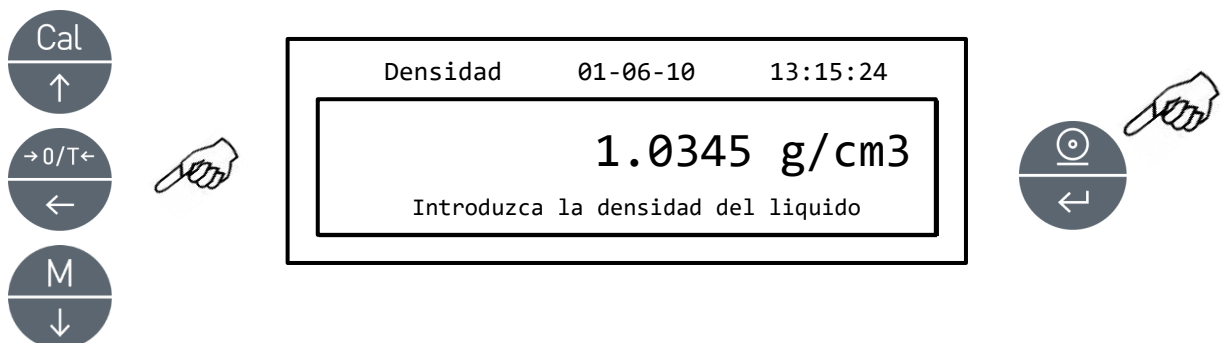 Cal
↑
→0/T←
←
M
↓
Densidad 01-06-10 13:15:24
1.0345 g/cm3
Introduzca la densidad del liquido
↵